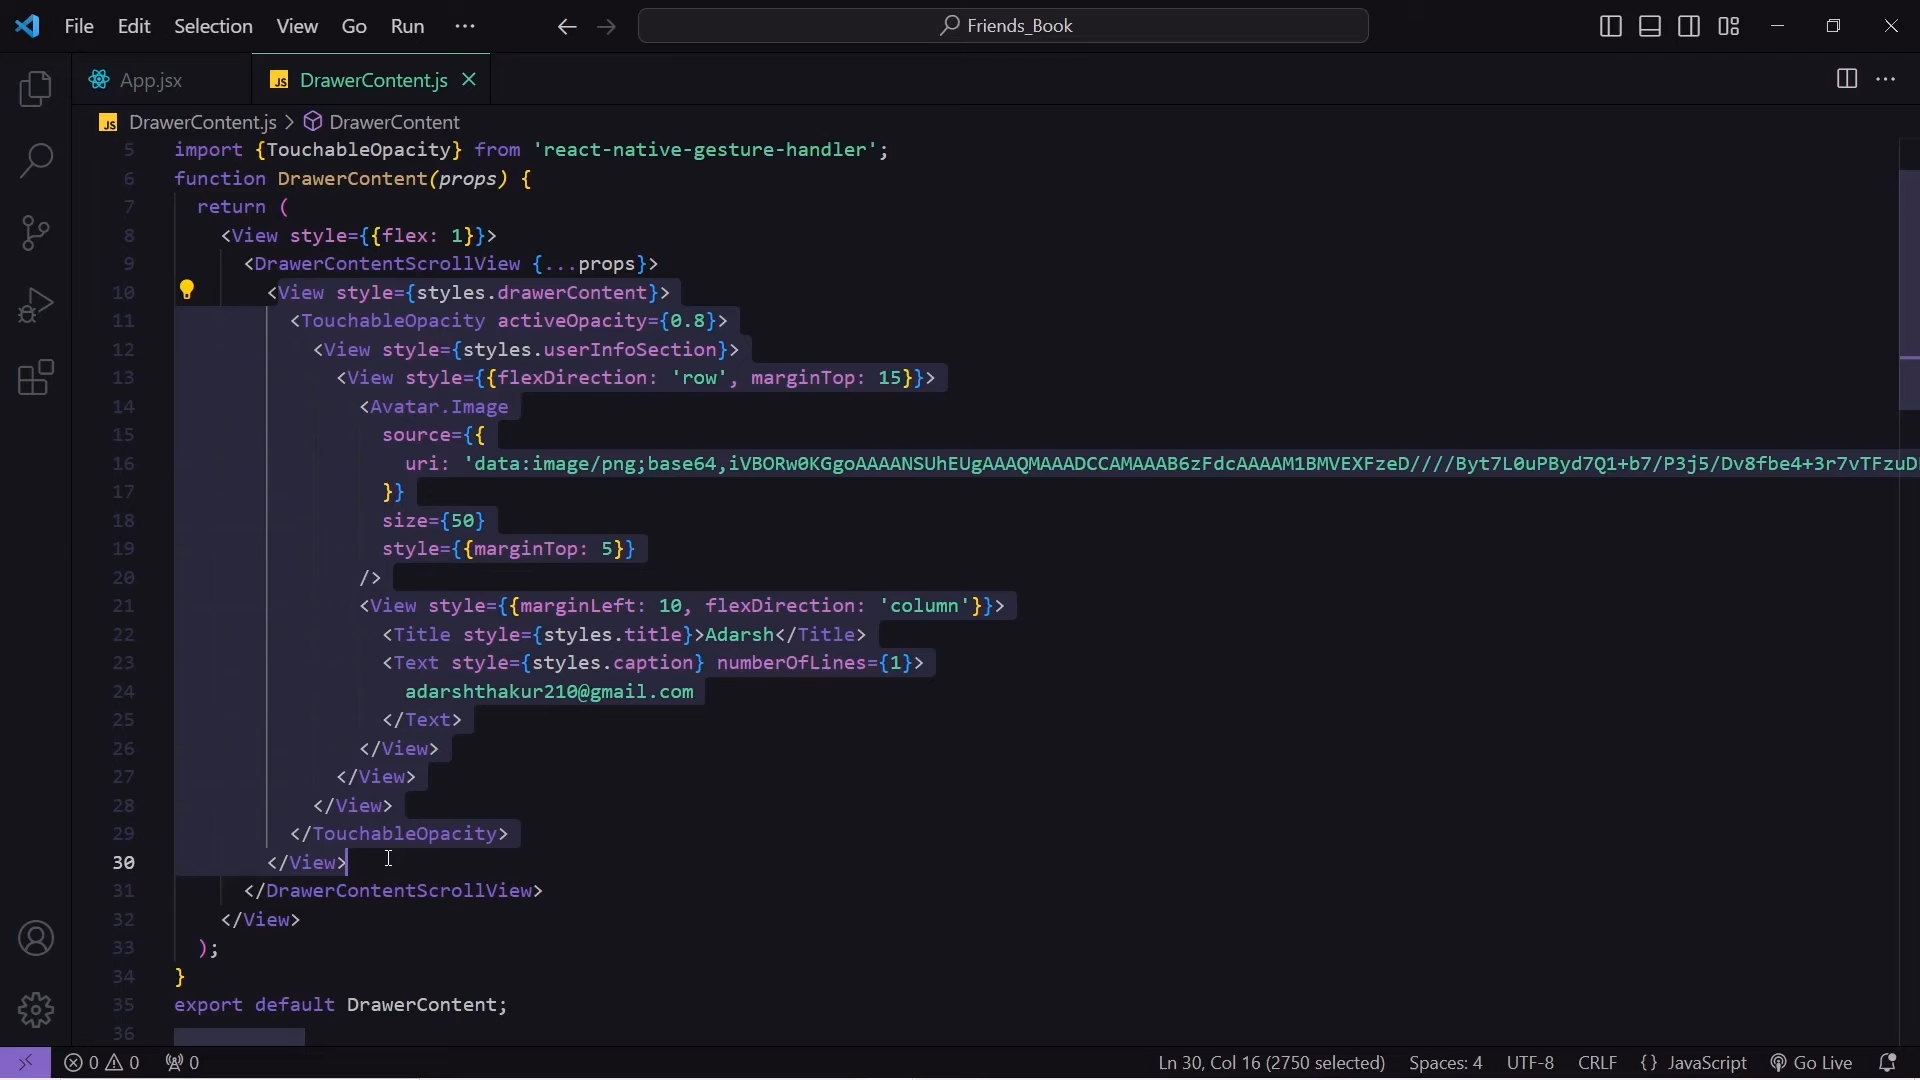 File Edit Selection View Go Run ··· ← → Friends_Book
App.jsx JS DrawerContent.js ×
JS DrawerContent.js > DrawerContent
5 import {TouchableOpacity} from 'react-native-gesture-handler';
6 function DrawerContent(props) {
7 return (
8 <View style={{flex: 1}}>
9 <DrawerContentScrollView {...props}>
10 <View style={styles.drawerContent}>
11 <TouchableOpacity activeOpacity={0.8}>
12 <View style={styles.userInfoSection}>
13 <View style={{flexDirection: 'row', marginTop: 15}}>
14 <Avatar.Image
15 source={{
16 uri: 'data:image/png;base64,iVBORw0KGgoAAAANSUhEUgAAAQMAAADCCAMAAAB6zFdcAAAAM1BMVEXFzeD////Byt7L0uPByd7Q1+b7/P3j5/Dv8fbe4+3r7vTFzuD
17 }}
18 size={50}
19 style={{marginTop: 5}}
20 />
21 <View style={{marginLeft: 10, flexDirection: 'column'}}>
22 <Title style={styles.title}>Adarsh</Title>
23 <Text style={styles.caption} numberOfLines={1}>
24 adarshthakur210@gmail.com
25 </Text>
26 </View>
27 </View>
28 </View>
29 </TouchableOpacity>
30 </View>
31 </DrawerContentScrollView>
32 </View>
33 );
34 }
35 export default DrawerContent;
36
0 0 0 Ln 30, Col 16 (2750 selected) Spaces: 4 UTF-8 CRLF {} JavaScript Go Live